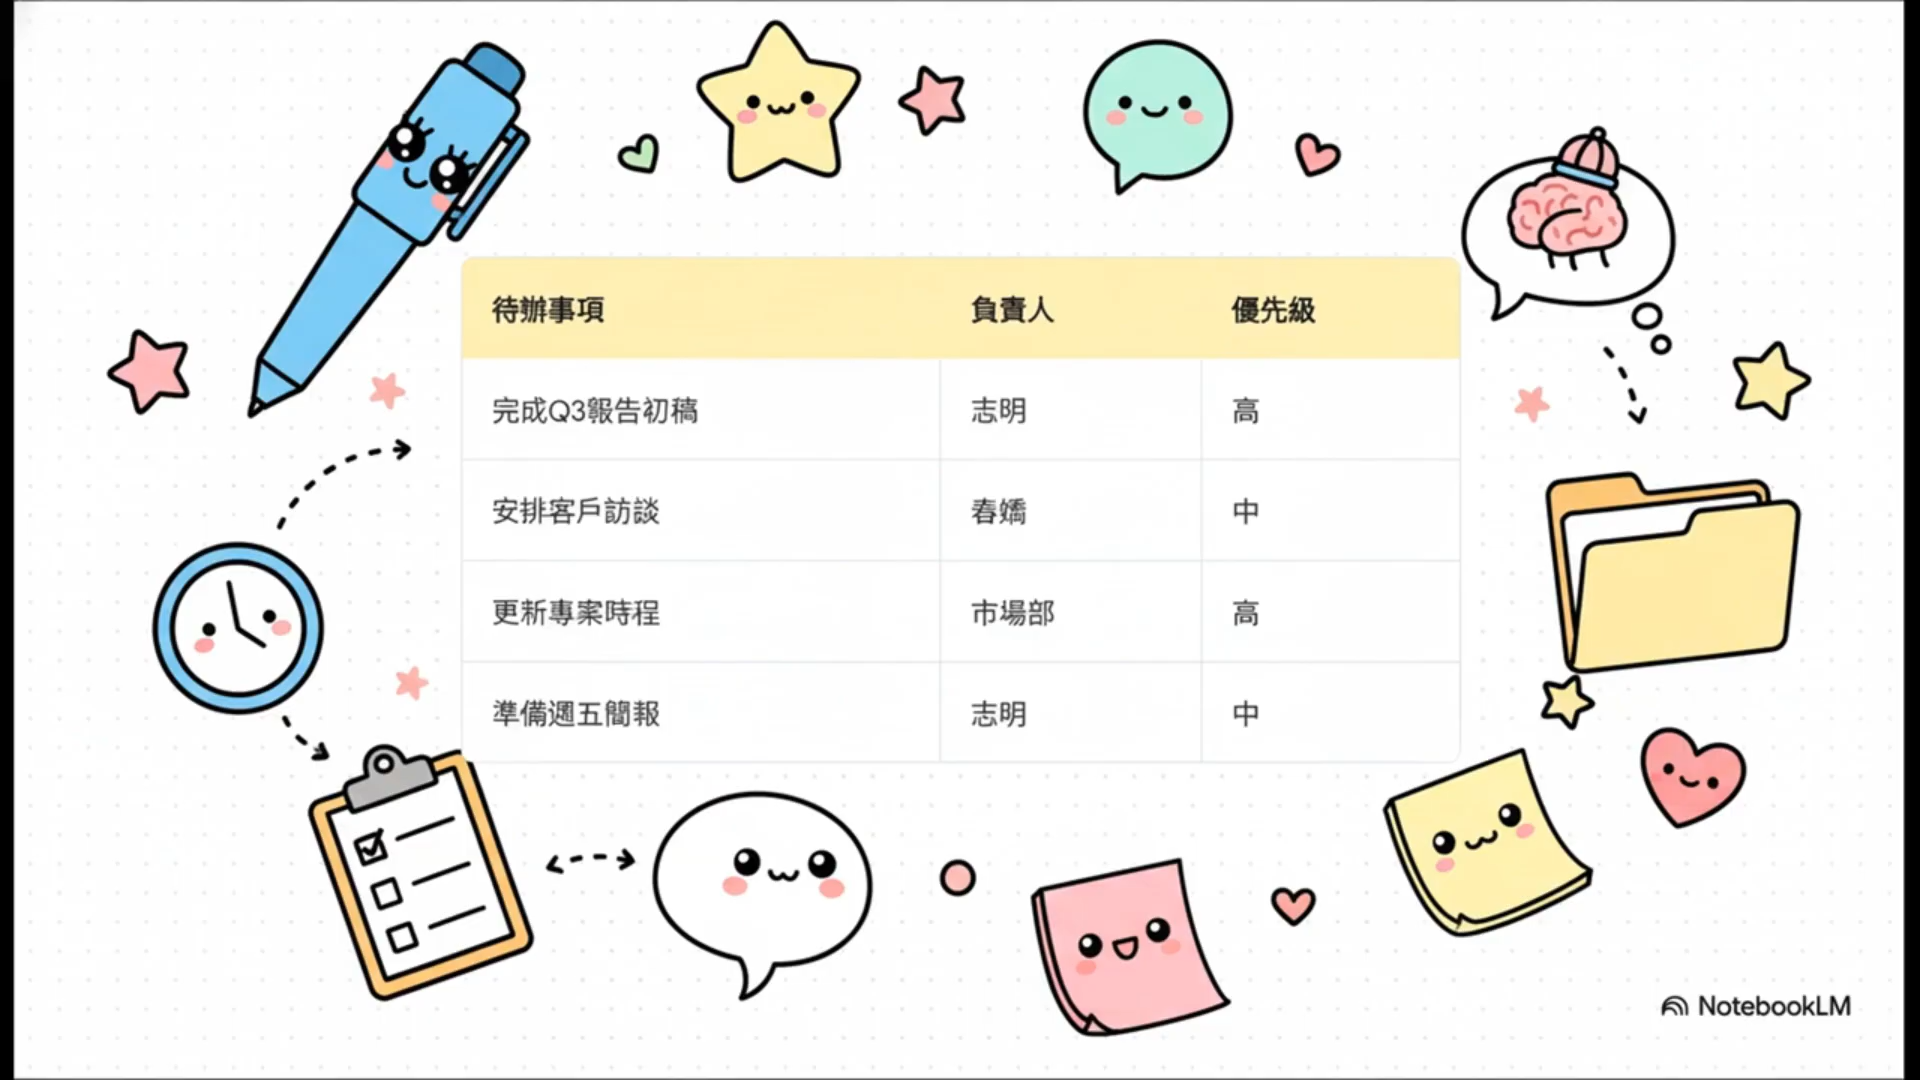 待辦事項 負責人 優先級
完成Q3報告初稿 志明 高
安排客戶訪談 春嬌 中
更新專案時程 市場部 高
準備週五簡報 志明 中
NotebookLM